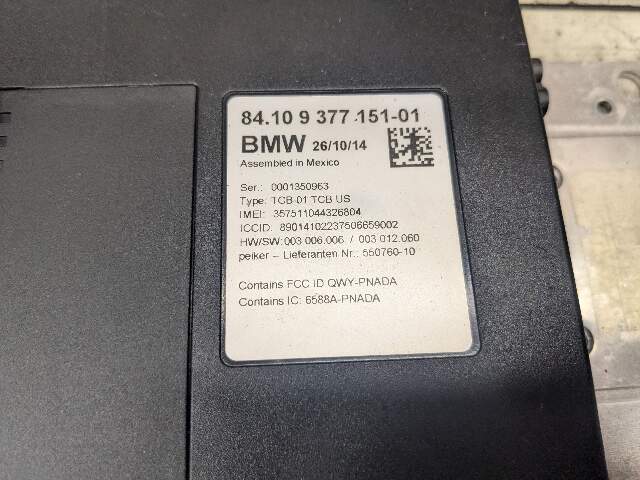 84.10 9 377 151-01
BMW 26/10/14
Assembled in Mexico
Ser.: 0001350963
Type: TCB-01 TCB US
IMEI: 357511044326804
ICCID: 89014102237506659002
HW/SW: 003.006.006 / 003.012.060
peiker – Lieferanten Nr.: 550760-10
Contains FCC ID QWY-PNADA
Contains IC: 6588A-PNADA